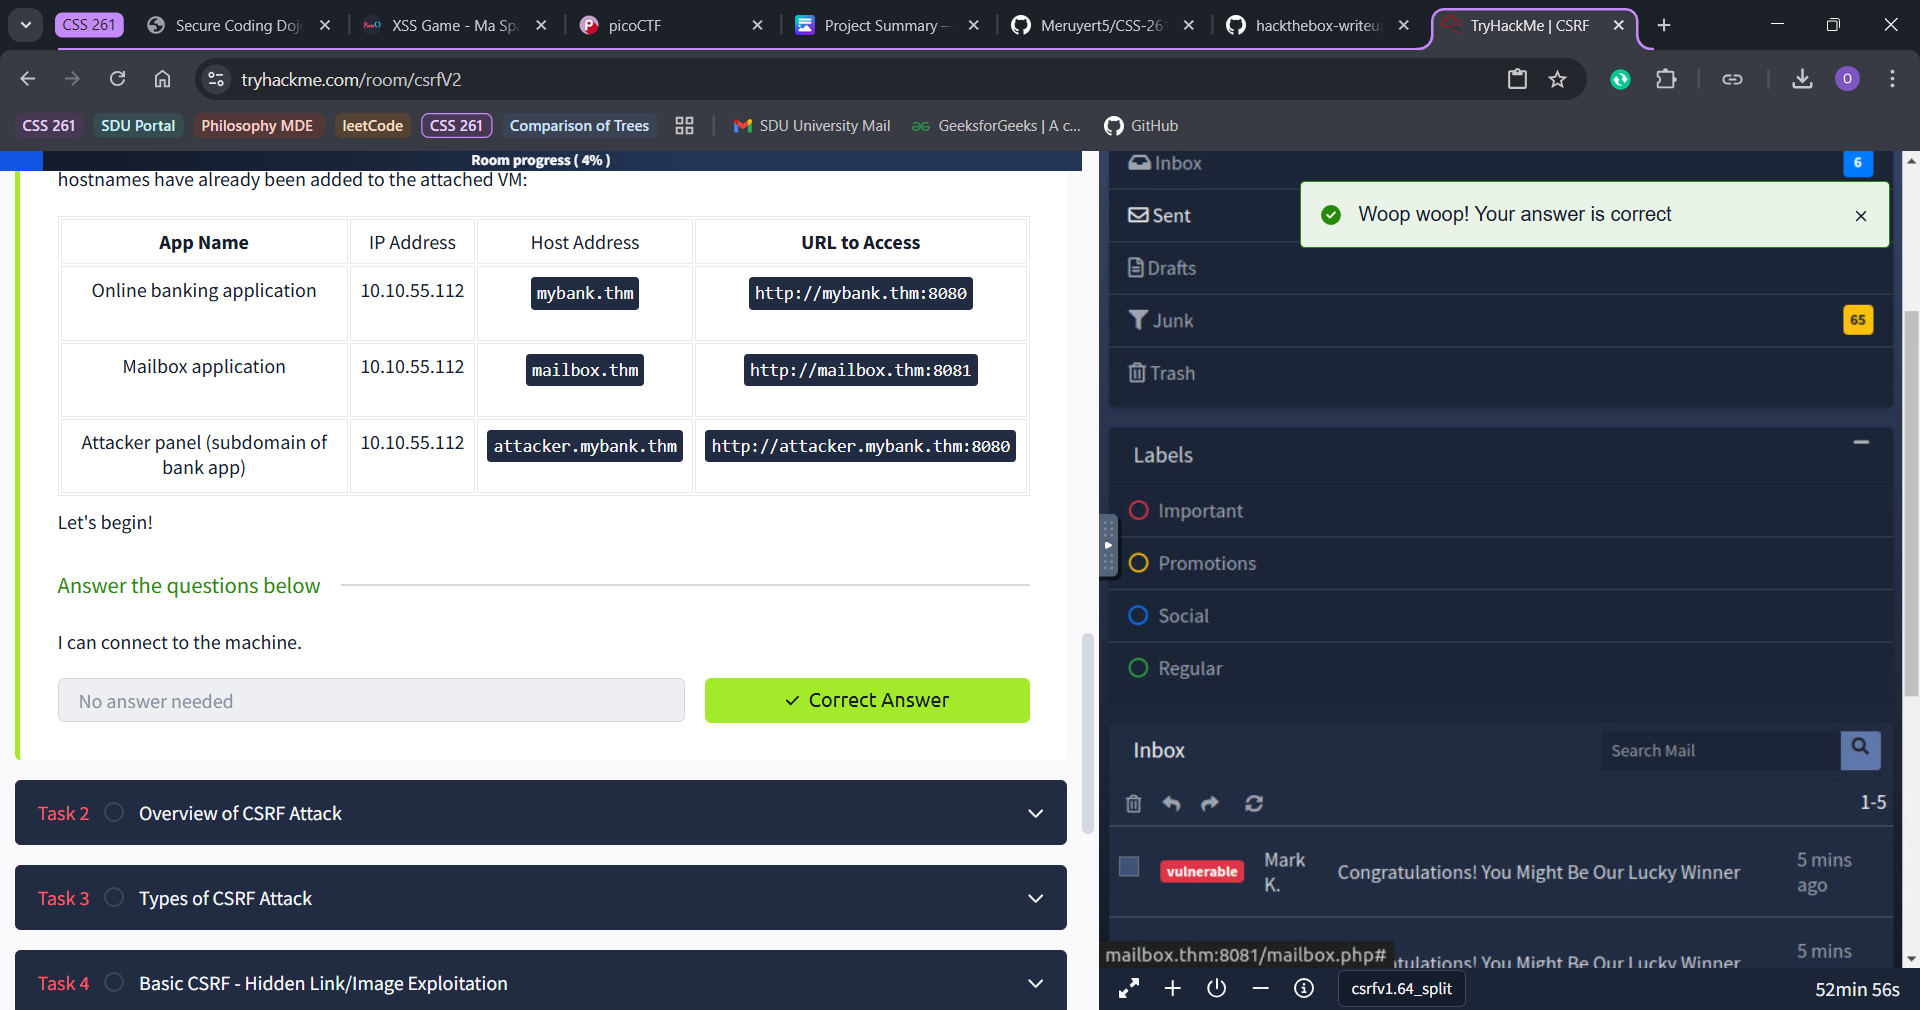 CSS 261
Secure Coding Doj
XSS Game - Ma Sp
picoCTF
Project Summary –
Meruyert5/CSS-26
hackthebox-writeu
TryHackMe | CSRF
tryhackme.com/room/csrfV2
O
CSS 261
SDU Portal
Philosophy MDE
leetCode
CSS 261
Comparison of Trees
SDU University Mail
GeeksforGeeks | A c...
GitHub
Room progress ( 4% )
hostnames have already been added to the attached VM:
App Name IP Address Host Address URL to Access
Online banking application 10.10.55.112 mybank.thm http://mybank.thm:8080
Mailbox application 10.10.55.112 mailbox.thm http://mailbox.thm:8081
Attacker panel (subdomain of 10.10.55.112 attacker.mybank.thm http://attacker.mybank.thm:8080
bank app)
Let's begin!
Answer the questions below
I can connect to the machine.
No answer needed
✓ Correct Answer
Task 2 Overview of CSRF Attack
Task 3 Types of CSRF Attack
Task 4 Basic CSRF - Hidden Link/Image Exploitation
Inbox 6
Woop woop! Your answer is correct
Sent
Drafts
Junk 65
Trash
Labels
Important
Promotions
Social
Regular
Inbox
Search Mail
1-5
vulnerable Mark K. Congratulations! You Might Be Our Lucky Winner 5 mins ago
tulations! You Might Be Our Lucky Winner 5 mins
mailbox.thm:8081/mailbox.php#
csrfv1.64_split
52min 56s